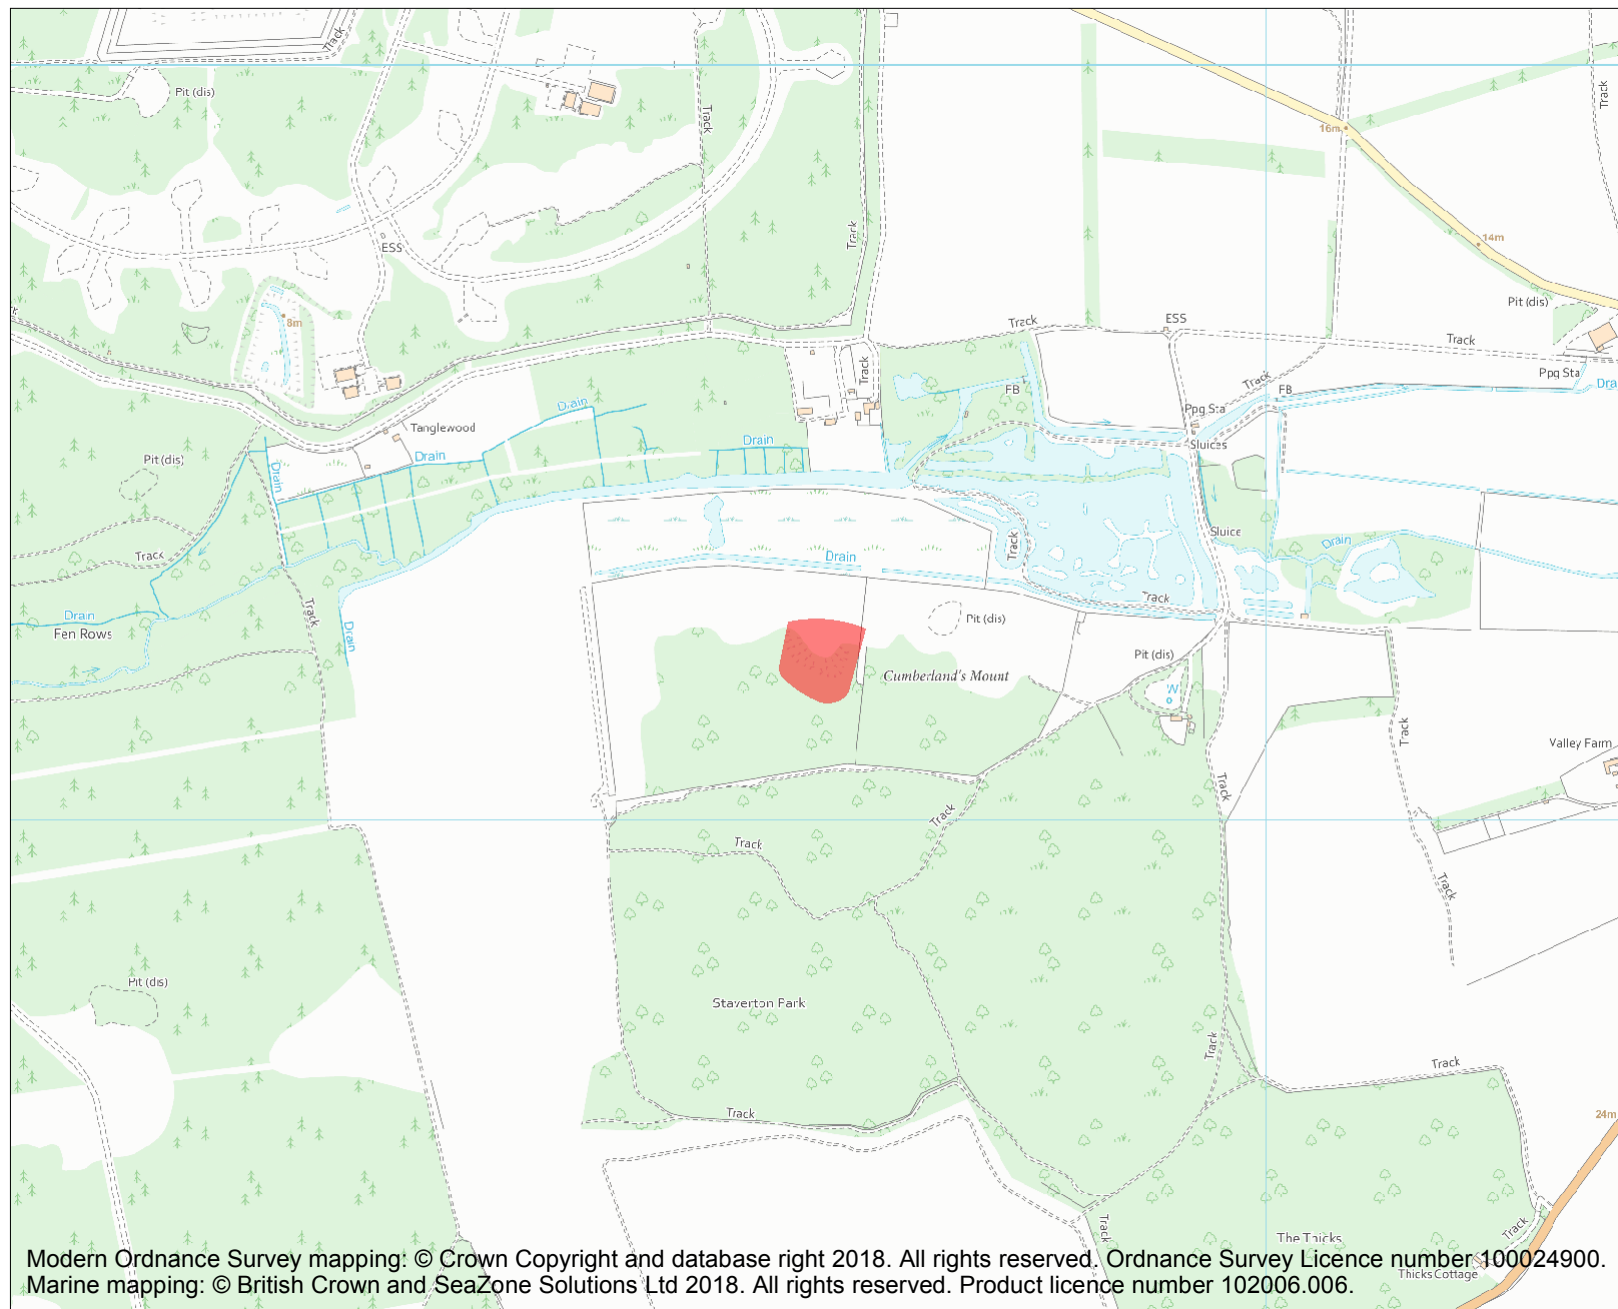 Track
Pit (dis)
Track
16m
Track
14m
ESS
Track
8m
Pit (dis)
ESS
Track
Track
Track
Ppg Sta
Drain
FB
Track
FB
Ppg Sta
Tanglewood
Drain
Drain
Sluices
Pit (dis)
Drain
Drain
Sluice
Track
Track
Drain
Drain
Track
Drain
Fen Rows
Track
Drain
Pit (dis)
Pit (dis)
Cumberland's Mount
W
Track
Valley Farm
Track
Track
Track
Track
Pit (dis)
Staverton Park
Track
Track
Track
24m
Track
Track
The Thicks
Thicks Cottage
Modern Ordnance Survey mapping: © Crown Copyright and database right 2018. All rights reserved. Ordnance Survey Licence number 100024900.
Marine mapping: © British Crown and SeaZone Solutions Ltd 2018. All rights reserved. Product licence number 102006.006.